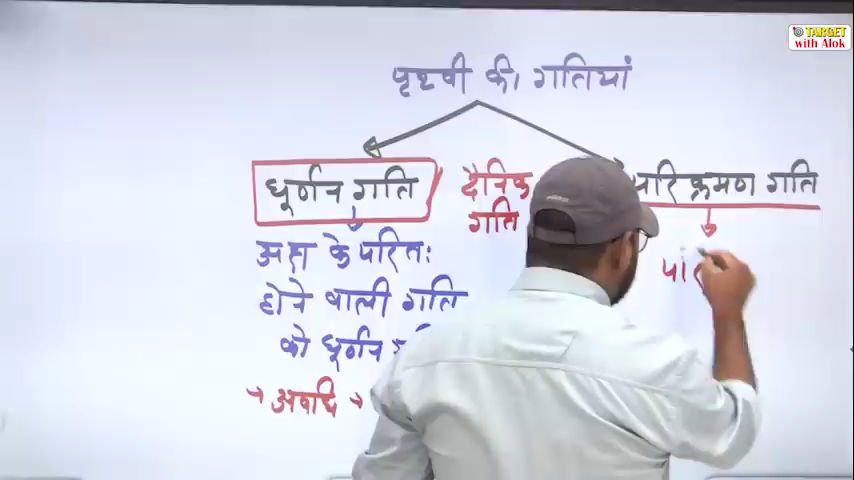 TARGET
with Alok
पृथ्वी की गतियां
घूर्णन गति
दैनिक
गति
परिक्रमण गति
अक्ष के परितः
होने वाली गति
को घूर्णन
→ अवधि →